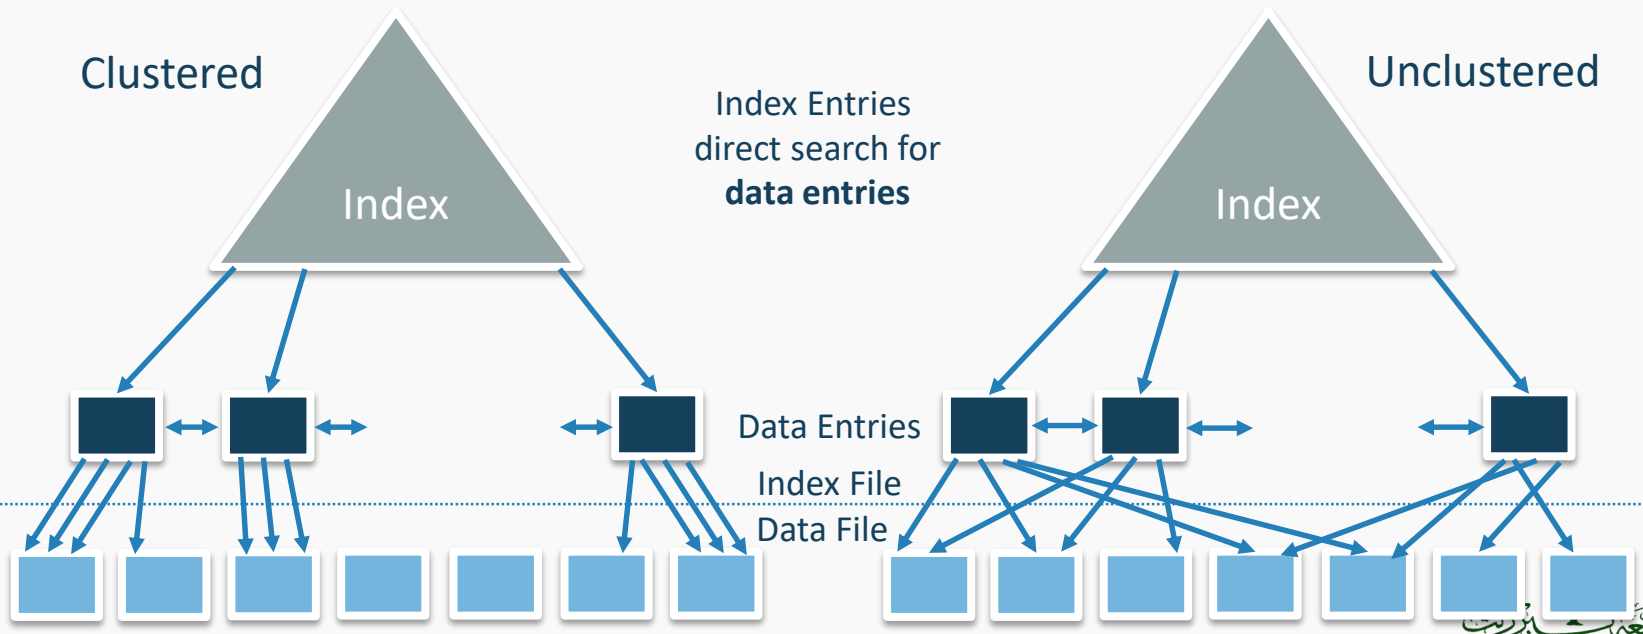 Clustered
Unclustered
Index Entries
direct search for
data entries
Index
Index
Data Entries
Index File
Data File